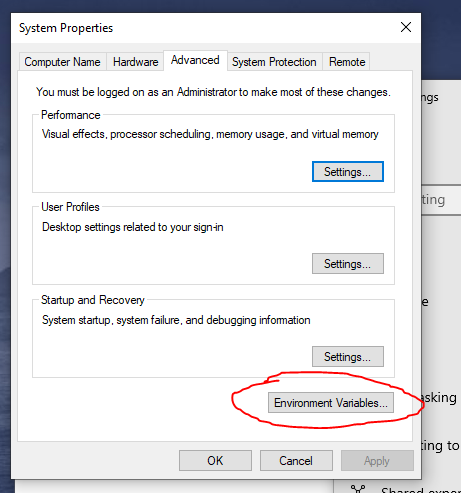 System Properties
Computer Name Hardware Advanced System Protection Remote
You must be logged on as an Administrator to make most of these changes.
Performance
Visual effects, processor scheduling, memory usage, and virtual memory
Settings...
User Profiles
Desktop settings related to your sign-in
Settings...
Startup and Recovery
System startup, system failure, and debugging information
Settings...
Environment Variables...
OK Cancel Apply
ngs
ting
e
asking
ting to
Shared exper